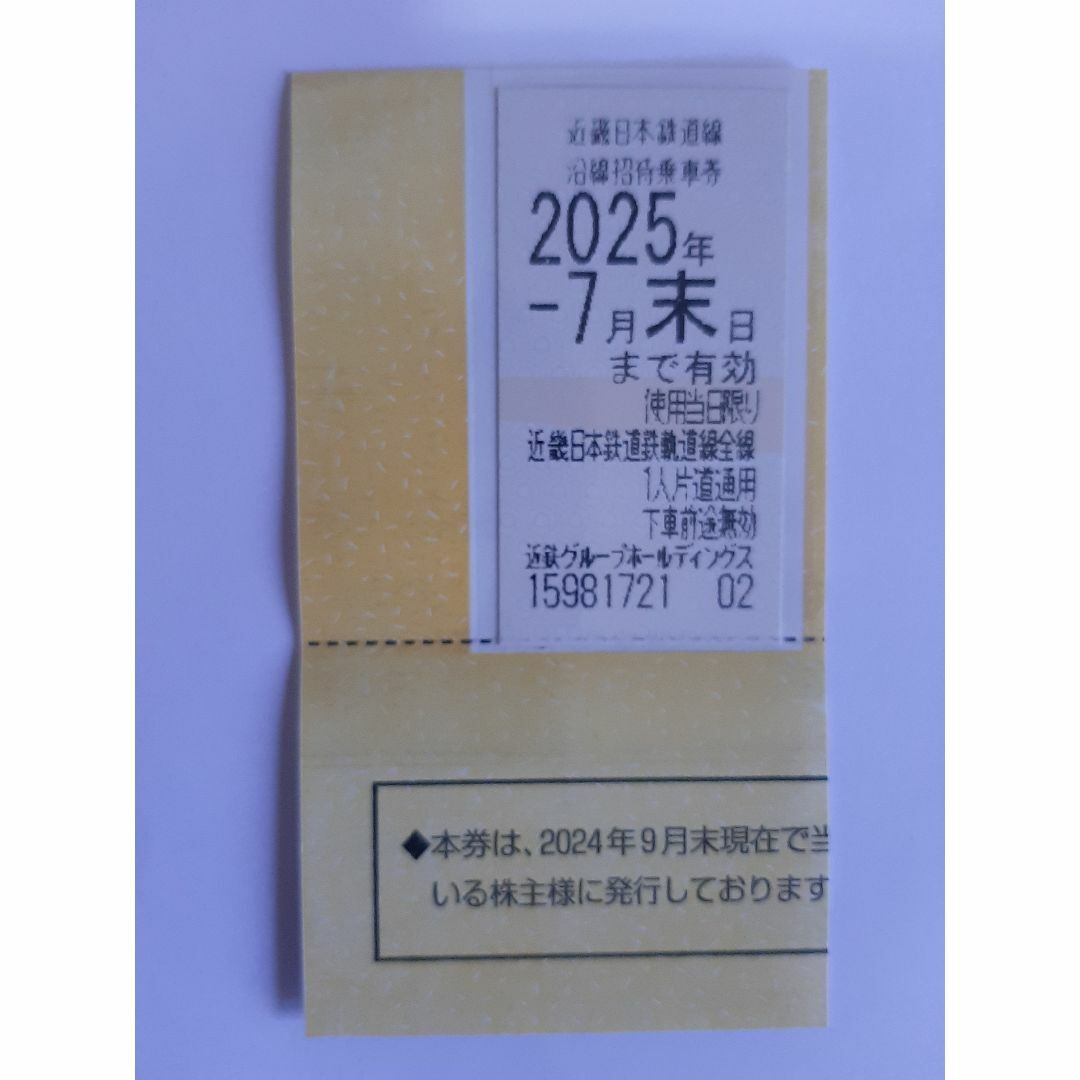 近畿日本鉄道線
沿線招待乗車券
2025年
-7月末日
まで有効
使用当日限り
近畿日本鉄道鉄軌道線全線
1人片道通用
下車前途無効
近鉄グループホールディングス
15981721 02
◆本券は、2024年9月末現在で当
いる株主様に発行しております